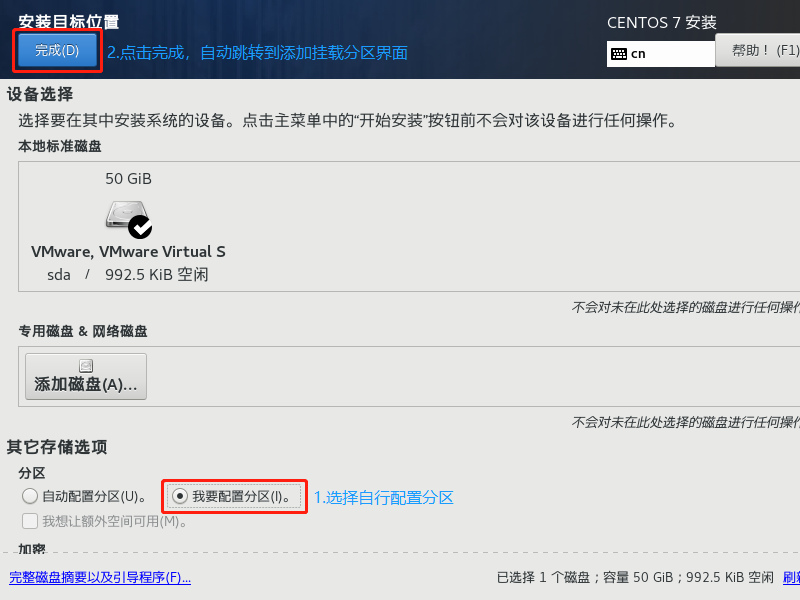 安装目标位置
CENTOS 7 安装
完成(D)
2.点击完成，自动跳转到添加挂载分区界面
cn
帮助！(F1)
设备选择
选择要在其中安装系统的设备。点击主菜单中的“开始安装”按钮前不会对该设备进行任何操作。
本地标准磁盘
50 GiB
VMware, VMware Virtual S
sda / 992.5 KiB 空闲
不会对未在此处选择的磁盘进行任何操作
专用磁盘 & 网络磁盘
添加磁盘(A)...
不会对未在此处选择的磁盘进行任何操作
其它存储选项
分区
自动配置分区(U)。
我要配置分区(I)。
1.选择自行配置分区
我想让额外空间可用(M)。
加密
完整磁盘摘要以及引导程序(F)...
已选择 1 个磁盘；容量 50 GiB；992.5 KiB 空闲
刷新